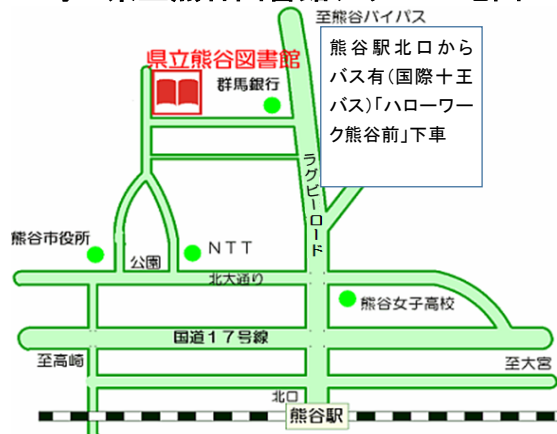 至熊谷バイパス
県立熊谷図書館
群馬銀行
熊谷駅北口から
バス有(国際十王
バス)「ハローワー
ク熊谷前」下車
ラグビーロード
熊谷市役所
公園
ＮＴＴ
北大通り
熊谷女子高校
国道１７号線
至高崎
至大宮
北口
熊谷駅